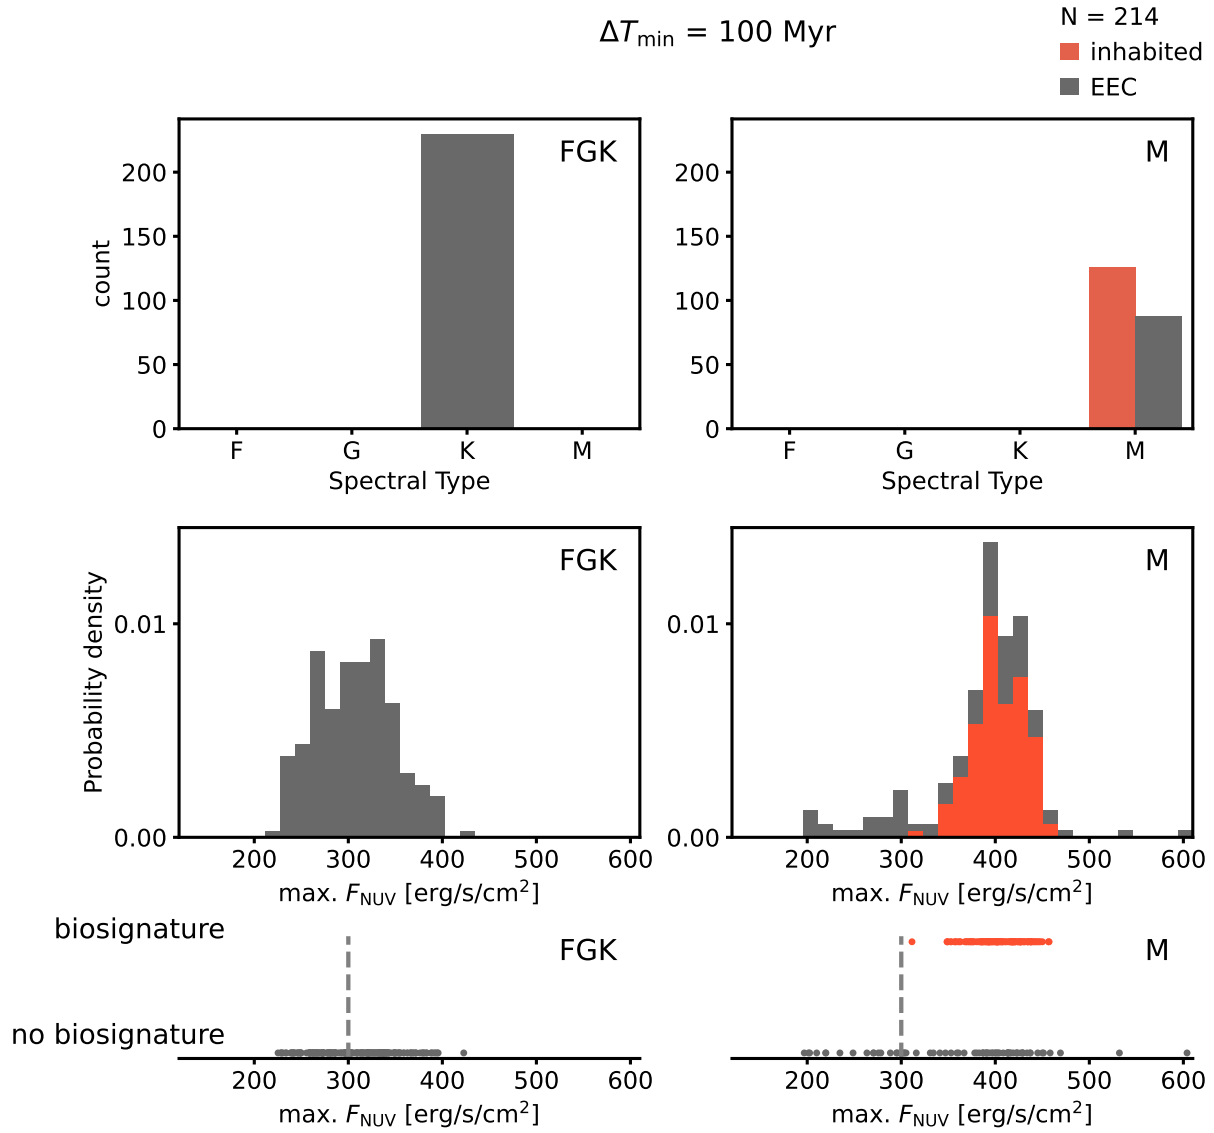 ΔT_min = 100 Myr
N = 214
inhabited
EEC
FGK
M
200
150
100
50
0
count
F G K M
Spectral Type
200
150
100
50
0
F G K M
Spectral Type
FGK
M
Probability density
0.01
0.00
200 300 400 500 600
max. F_NUV [erg/s/cm²]
0.01
0.00
200 300 400 500 600
max. F_NUV [erg/s/cm²]
biosignature
no biosignature
FGK
200 300 400 500 600
max. F_NUV [erg/s/cm²]
M
200 300 400 500 600
max. F_NUV [erg/s/cm²]